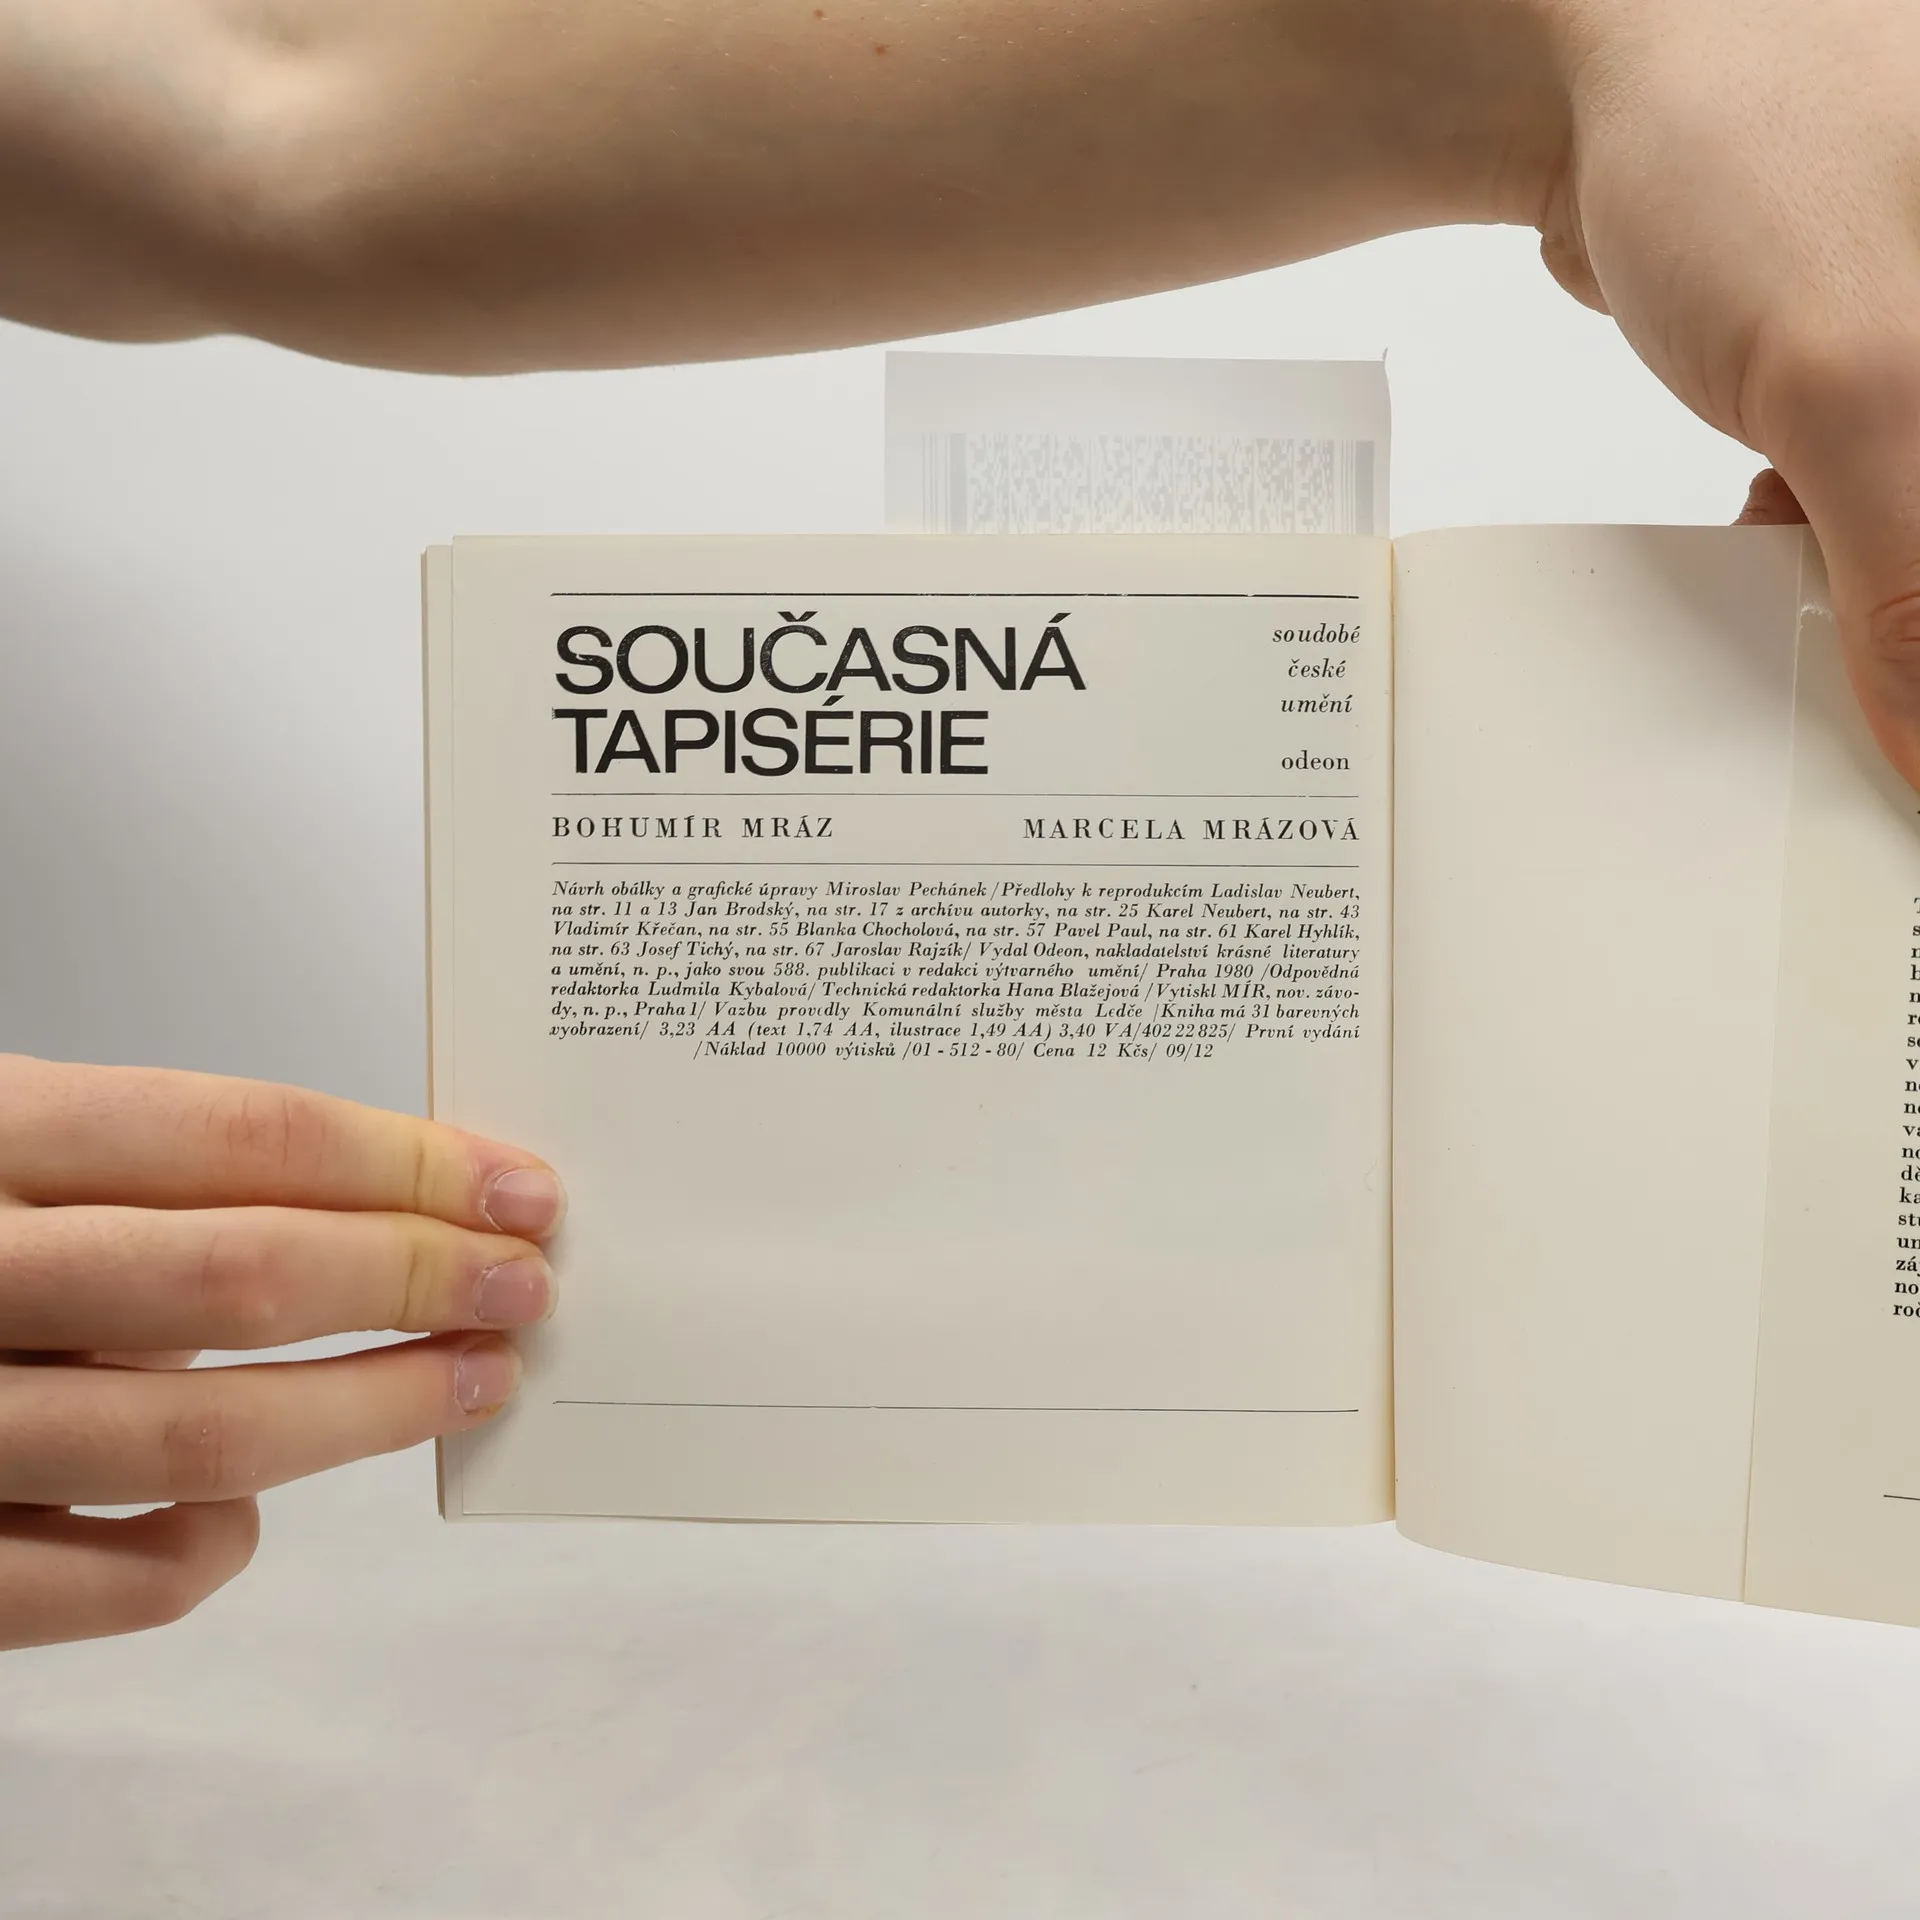 SOUČASNÁ
TAPISÉRIE
soudobé
české
umění
odeon
BOHUMÍR MRÁZ MARCELA MRÁZOVÁ
Návrh obálky a grafické úpravy Miroslav Pechánek /Předlohy k reprodukcím Ladislav Neubert,
na str. 11 a 13 Jan Brodský, na str. 17 z archívu autorky, na str. 25 Karel Neubert, na str. 43
Vladimír Křečan, na str. 55 Blanka Chocholová, na str. 57 Pavel Paul, na str. 61 Karel Hyhlík,
na str. 63 Josef Tichý, na str. 67 Jaroslav Rajzík/ Vydal Odeon, nakladatelství krásné literatury
a umění, n. p., jako svou 588. publikaci v redakci výtvarného umění/ Praha 1980 /Odpovědná
redaktorka Ludmila Kybalová/ Technická redaktorka Hana Blažejová /Vytiskl MÍR, nov. závo-
dy, n. p., Praha 1/ Vazbu provedly Komunální služby města Ledče /Kniha má 31 barevných
vyobrazení/ 3,23 AA (text 1,74 AA, ilustrace 1,49 AA) 3,40 VA/402 22 825/ První vydání
/Náklad 10000 výtisků /01 - 512 - 80/ Cena 12 Kčs/ 09/12